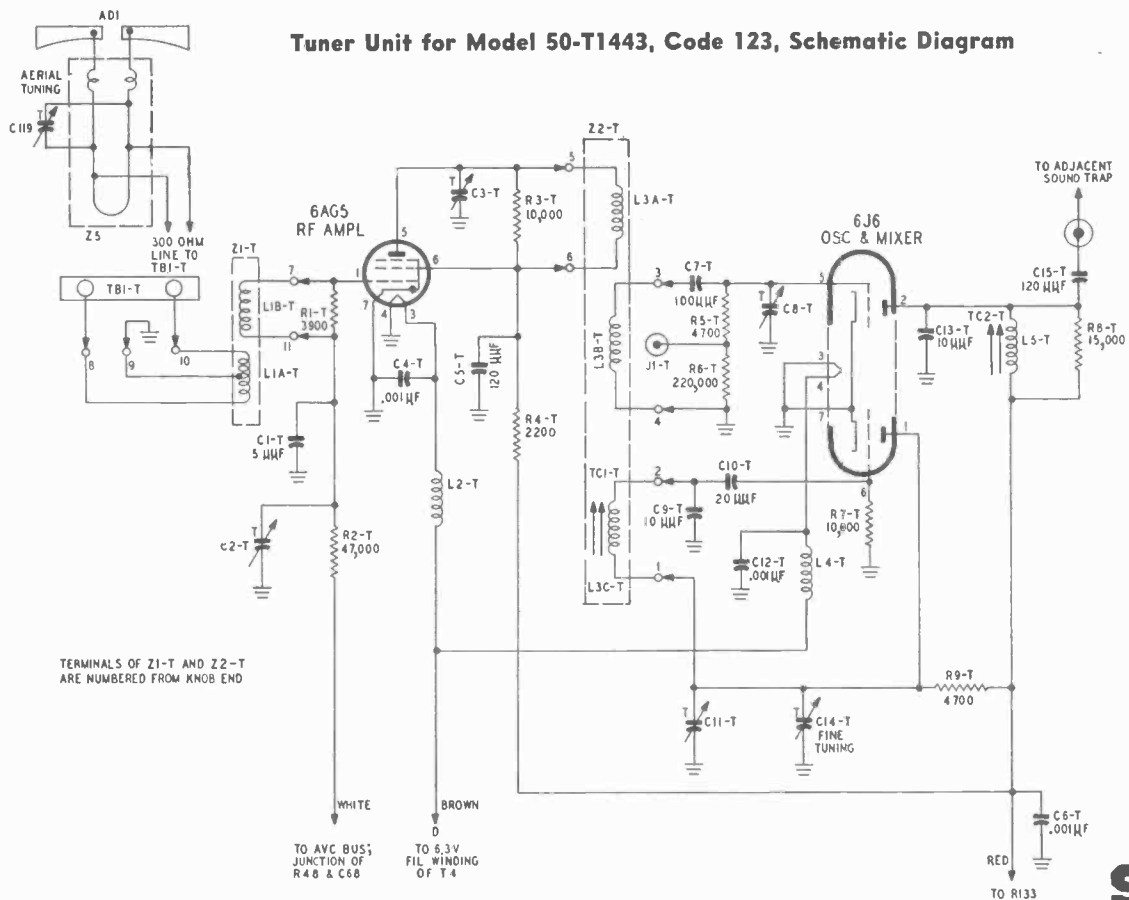 AD1
Tuner Unit for Model 50-T1443, Code 123, Schematic Diagram
AERIAL
TUNING
T
C119
Z5
300 OHM
LINE TO
TB1-T
TB1-T
8
9
10
Z1-T
L1B-T
L1A-T
7
11
R1-T
3900
C1-T
5 μμF
T
C2-T
R2-T
47,000
6AG5
RF AMPL
5
1
6
7
4
3
C4-T
.001μF
L2-T
T
C3-T
R3-T
10,000
C5-T
120 μμF
R4-T
2200
Z2-T
5
L3A-T
6
3
L3B-T
4
TC1-T
2
L3C-T
1
C7-T
100μμF
R5-T
4700
J1-T
R6-T
220,000
T
C8-T
C10-T
20 μμF
C9-T
10 μμF
C12-T
.001μF
L4-T
R7-T
10,000
6J6
OSC & MIXER
5
2
3
4
7
1
6
TO ADJACENT
SOUND TRAP
C15-T
120 μμF
C13-T
10 μμF
TC2-T
L5-T
R8-T
15,000
R9-T
4700
T
C11-T
T
C14-T
FINE
TUNING
TERMINALS OF Z1-T AND Z2-T
ARE NUMBERED FROM KNOB END
WHITE
TO AVC BUS;
JUNCTION OF
R48 & C68
BROWN
D
TO 6.3V
FIL WINDING
OF T4
C6-T
.001μF
RED
TO R133